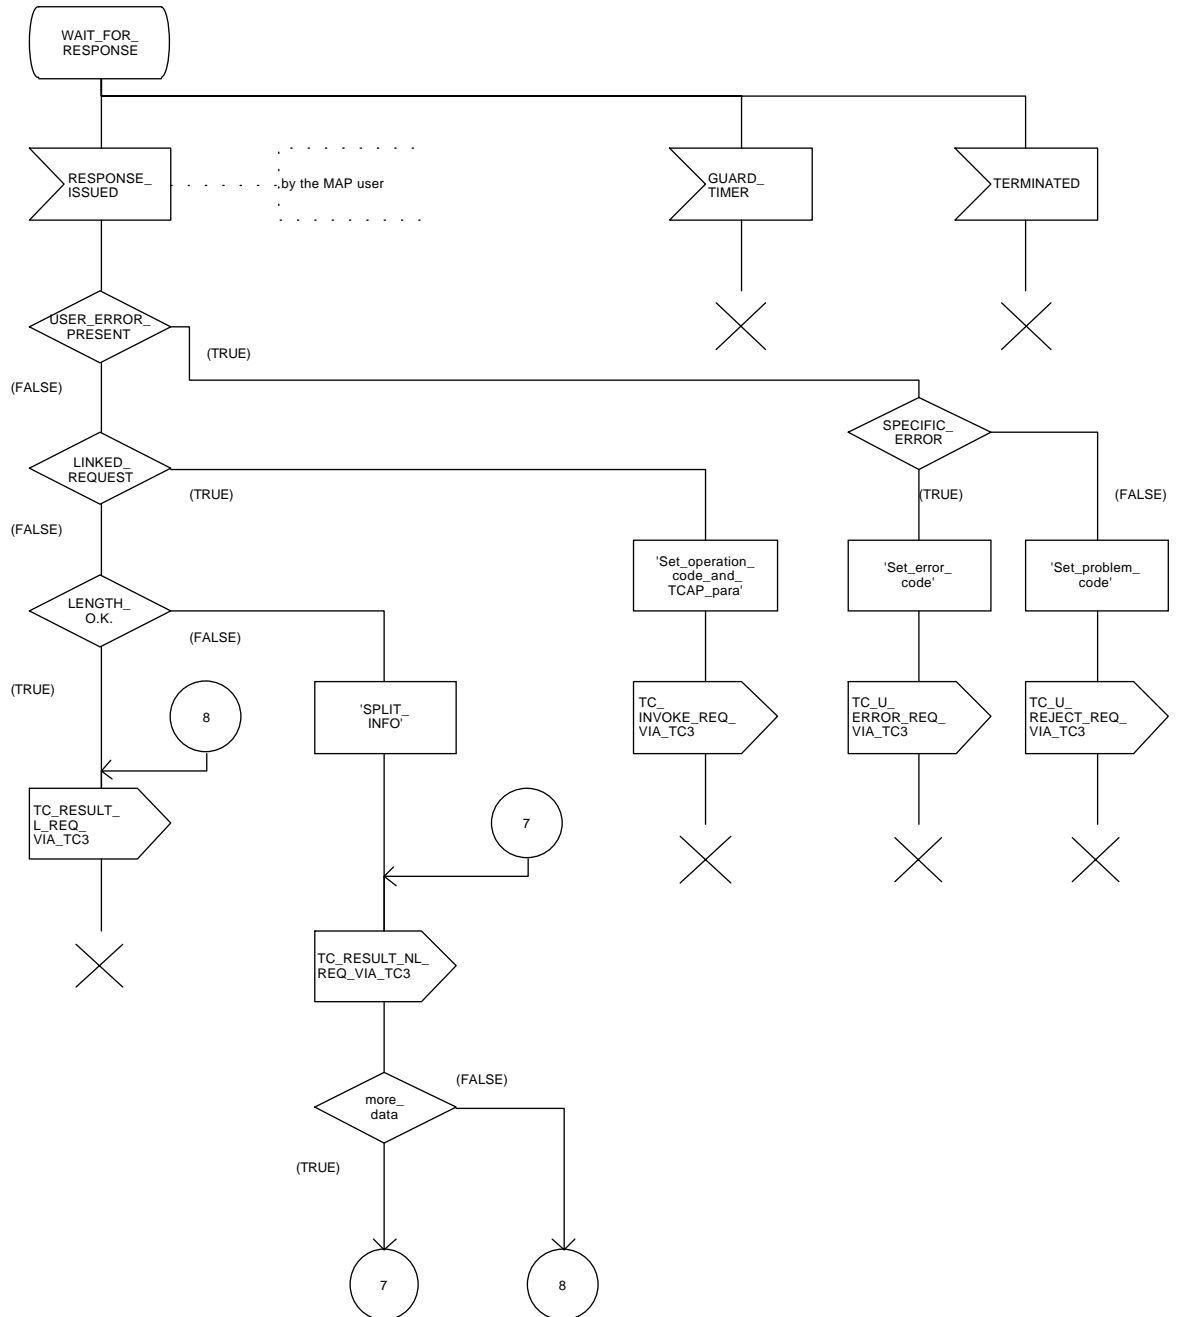 WAIT_FOR_
RESPONSE
RESPONSE_
ISSUED
by the MAP user
GUARD_
TIMER
TERMINATED
USER_ERROR_
PRESENT
(TRUE)
(FALSE)
SPECIFIC_
ERROR
LINKED_
REQUEST
(TRUE)
(TRUE)
(FALSE)
(FALSE)
'Set_operation_
code_and_
TCAP_para'
'Set_error_
code'
'Set_problem_
code'
LENGTH_
O.K.
(FALSE)
(TRUE)
8
'SPLIT_
INFO'
TC_
INVOKE_REQ_
VIA_TC3
TC_U_
ERROR_REQ_
VIA_TC3
TC_U_
REJECT_REQ_
VIA_TC3
TC_RESULT_
L_REQ_
VIA_TC3
7
TC_RESULT_NL_
REQ_VIA_TC3
more_
data
(FALSE)
(TRUE)
7
8